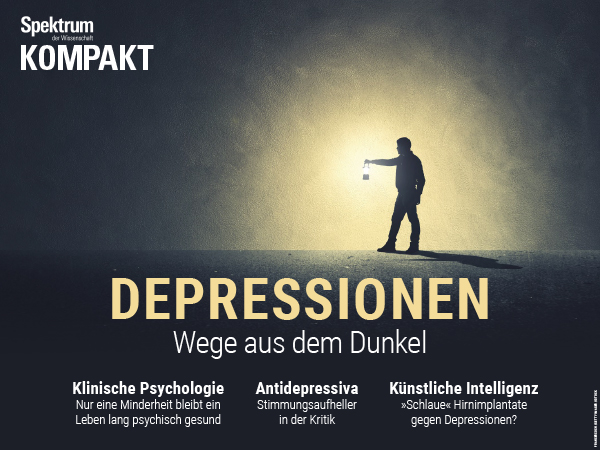 Spektrum
der Wissenschaft
KOMPAKT
DEPRESSIONEN
Wege aus dem Dunkel
Klinische Psychologie
Nur eine Minderheit bleibt ein
Leben lang psychisch gesund
Antidepressiva
Stimmungsaufheller
in der Kritik
Künstliche Intelligenz
»Schlaue« Hirnimplantate
gegen Depressionen?